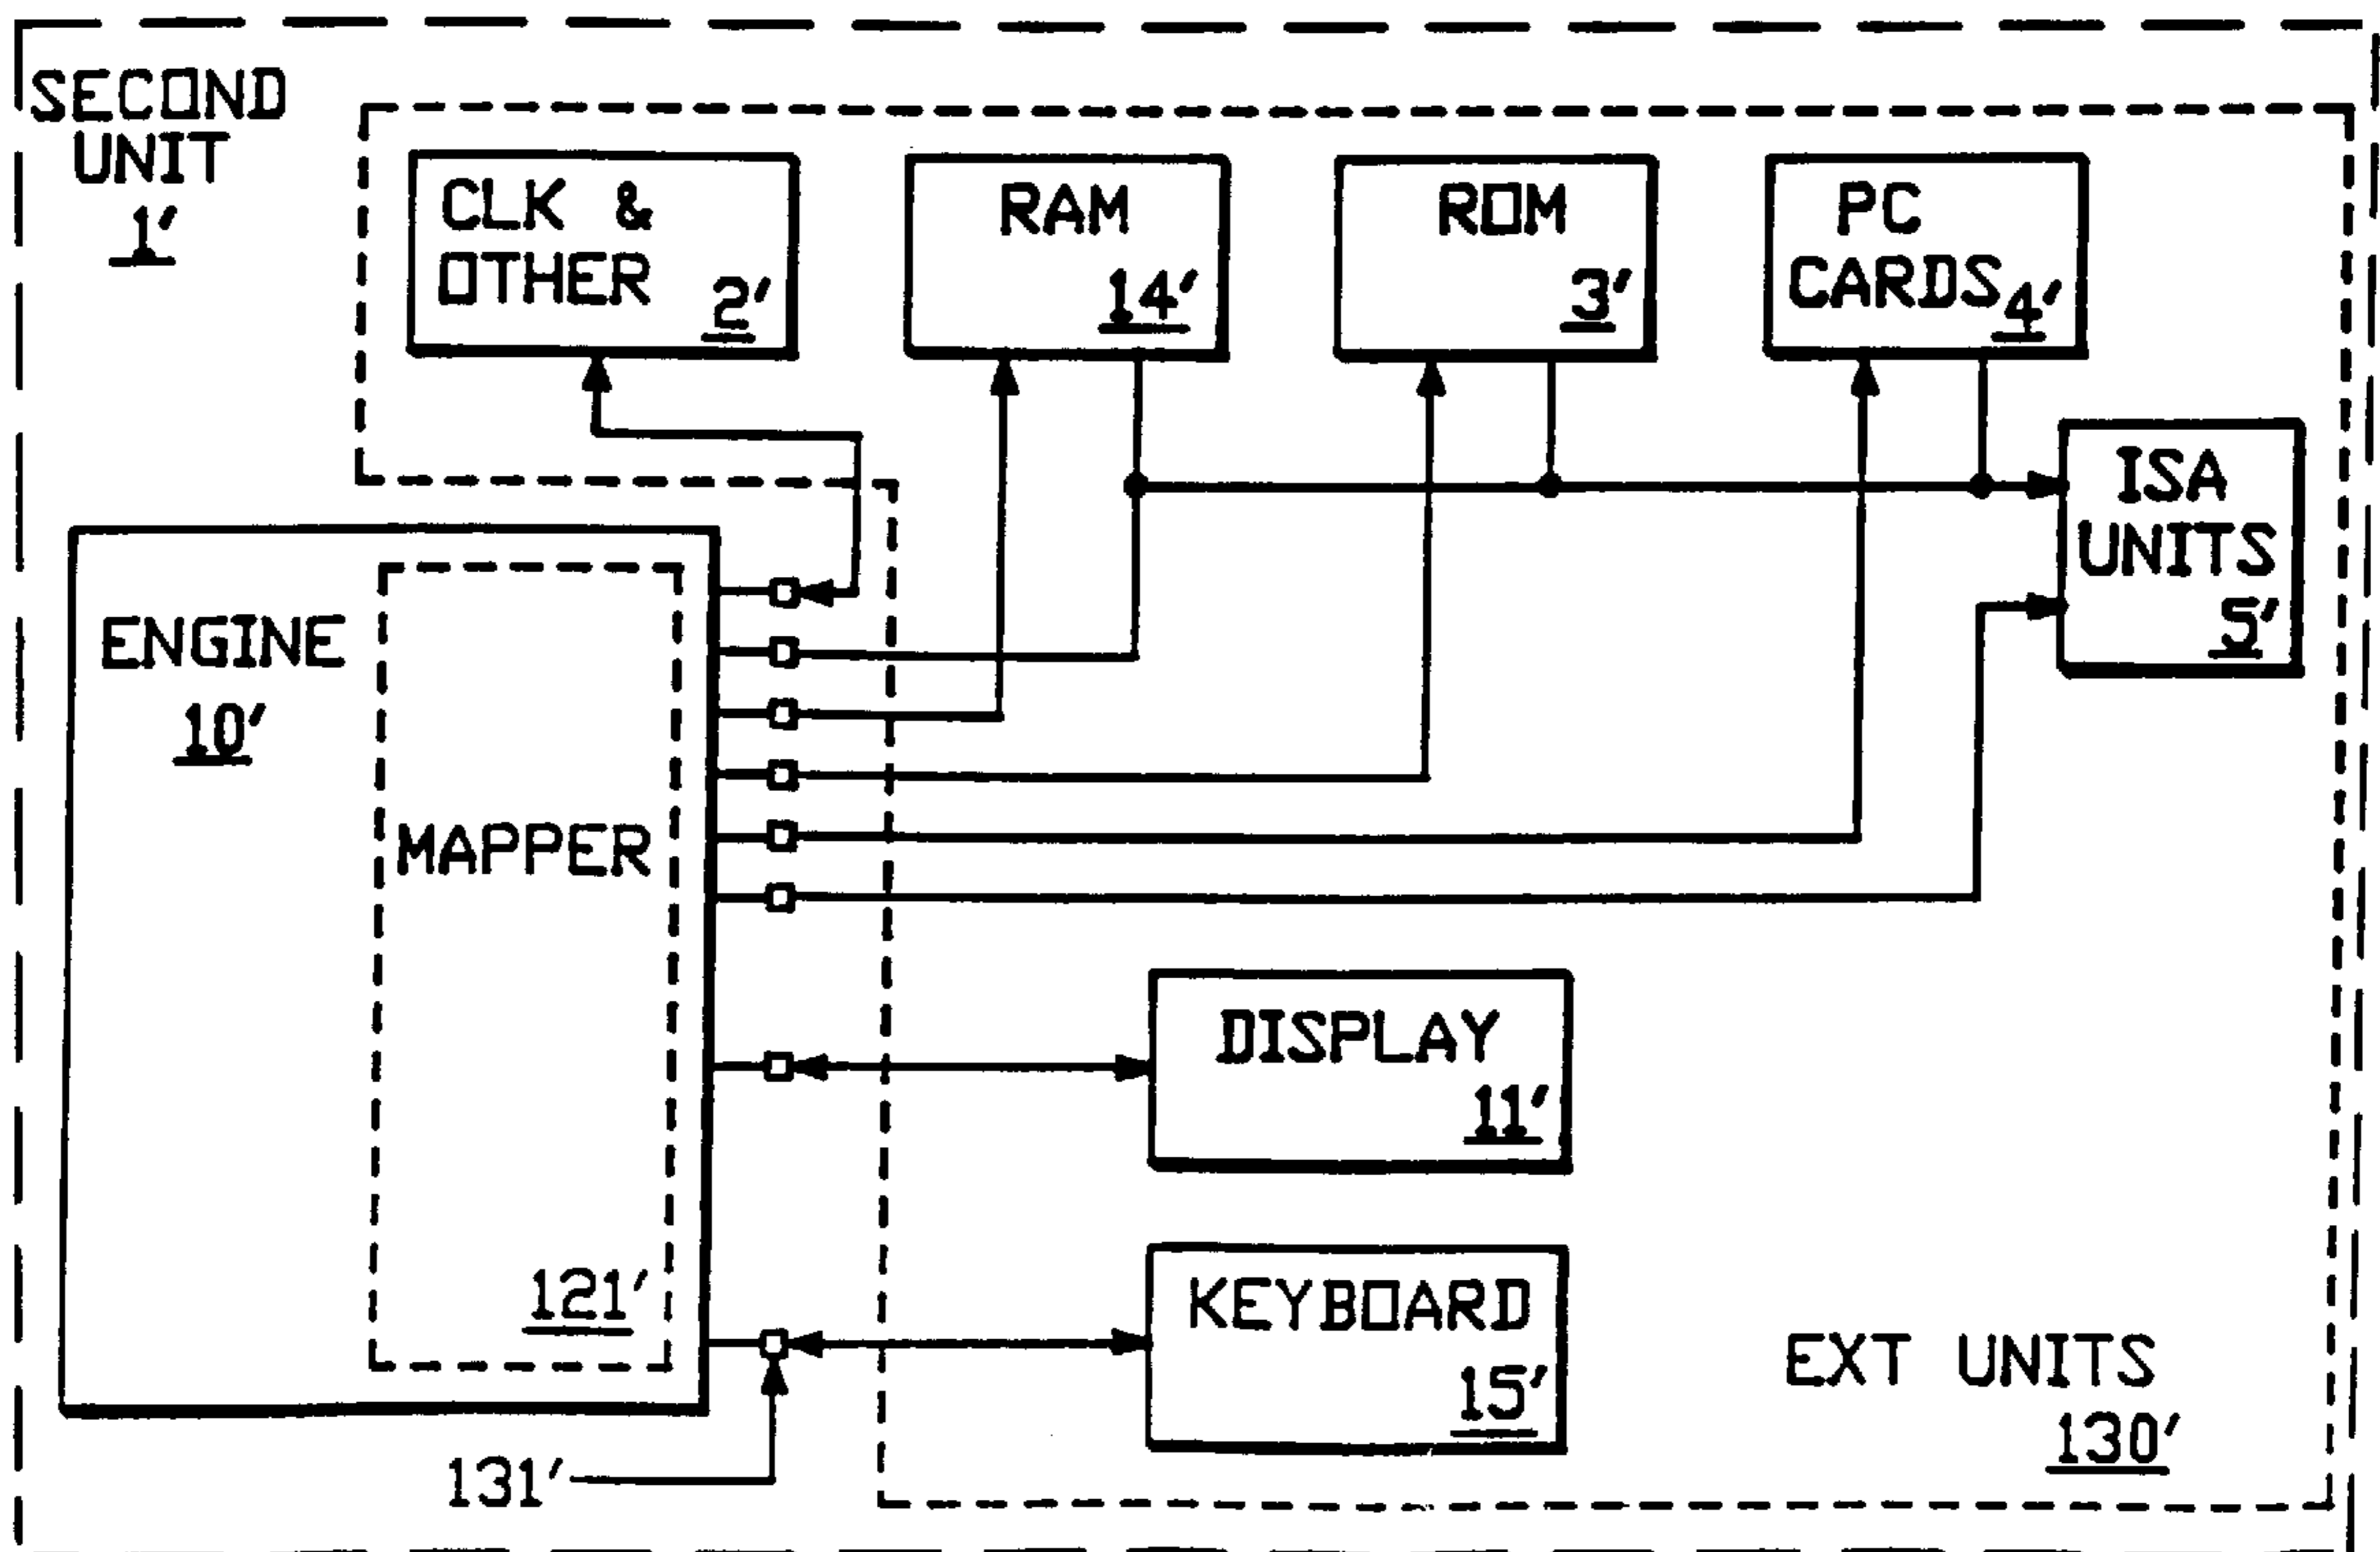 SECOND
UNIT
1'
CLK &
OTHER
2'
RAM
14'
ROM
3'
PC
CARDS
4'
ISA
UNITS
5'
ENGINE
10'
MAPPER
121'
DISPLAY
11'
KEYBOARD
15'
EXT UNITS
130'
131'